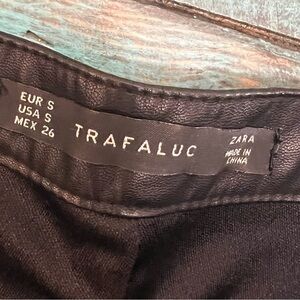 EUR S
USA S
MEX 26
TRAFALUC
ZARA
MADE IN
CHINA